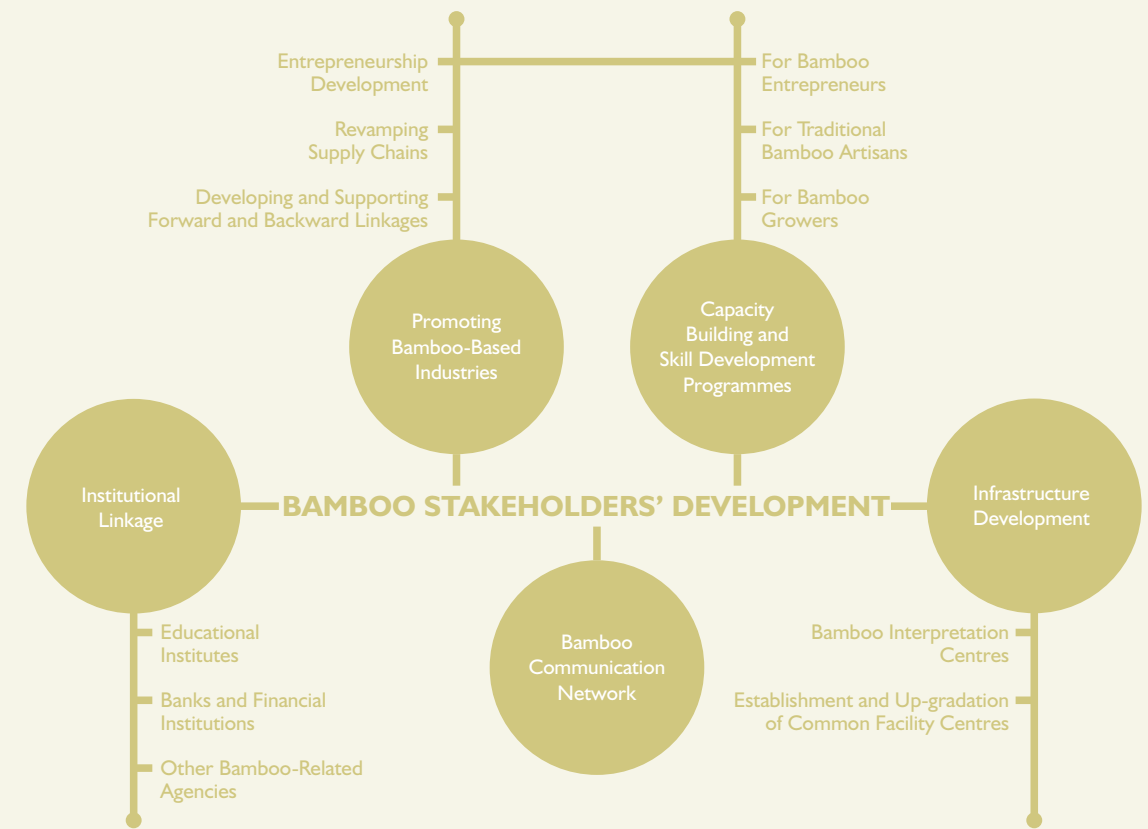 Entrepreneurship
Development
Revamping
Supply Chains
Developing and Supporting
Forward and Backward Linkages
For Bamboo
Entrepreneurs
For Traditional
Bamboo Artisans
For Bamboo
Growers
Promoting
Bamboo-Based
Industries
Capacity
Building and
Skill Development
Programmes
Institutional
Linkage
BAMBOO STAKEHOLDERS’ DEVELOPMENT
Infrastructure
Development
Bamboo
Communication
Network
Educational
Institutes
Banks and Financial
Institutions
Other Bamboo-Related
Agencies
Bamboo Interpretation
Centres
Establishment and Up-gradation
of Common Facility Centres